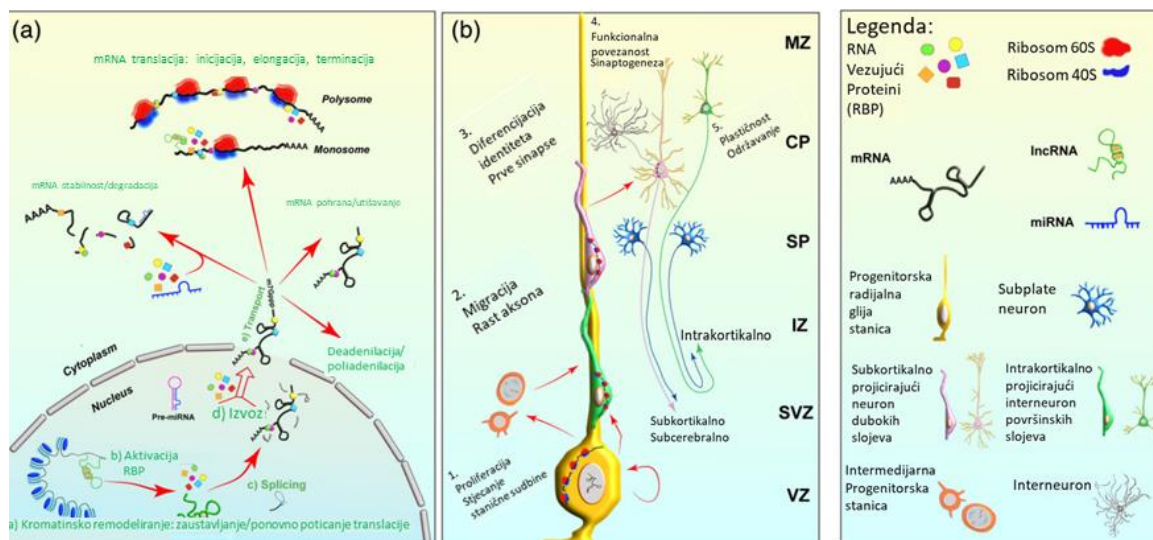 (a)
mRNA translacija: inicijacija, elongacija, terminacija
Polysome
AAAA
Monosome
AAAA
mRNA stabilnost/degradacija
mRNA pohrana/utišavanje
AAAA
AAAA
m7Gppp
e) Transport
AAAA
Cytoplasm
Nucleus
Deadenilacija/
poliadenilacija
Pre-miRNA
d) Izvoz
AAAA
b) Aktivacija
RBP
c) Splicing
a) Kromatinsko remodeliranje: zaustavljanje/ponovno poticanje translacije
(b)
4.
Funkcionalna
povezanost
Sinaptogeneza
MZ
3.
Diferencijacija
identiteta
Prve sinapse
5.
Plastičnost
Održavanje
CP
SP
2.
Migracija
Rast aksona
IZ
Intrakortikalno
SVZ
Subkortikalno
Subcerebralno
1.
Proliferacija
Stjecanje
stanične sudbine
VZ
Legenda:
RNA
Vezujući
Proteini
(RBP)
Ribosom 60S
Ribosom 40S
mRNA
AAAA
lncRNA
miRNA
Progenitorska
radijalna
glija
stanica
Subplate
neuron
Subkortikalno
projicirajući
neuron
dubokih
slojeva
Intrakortikalno
projicirajući
interneuron
površinskih
slojeva
Intermedijarna
Progenitorska
stanica
Interneuron